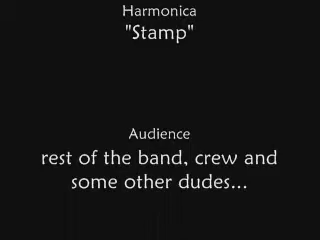 Harmonica
"Stamp"
Audience
rest of the band, crew and
some other dudes...